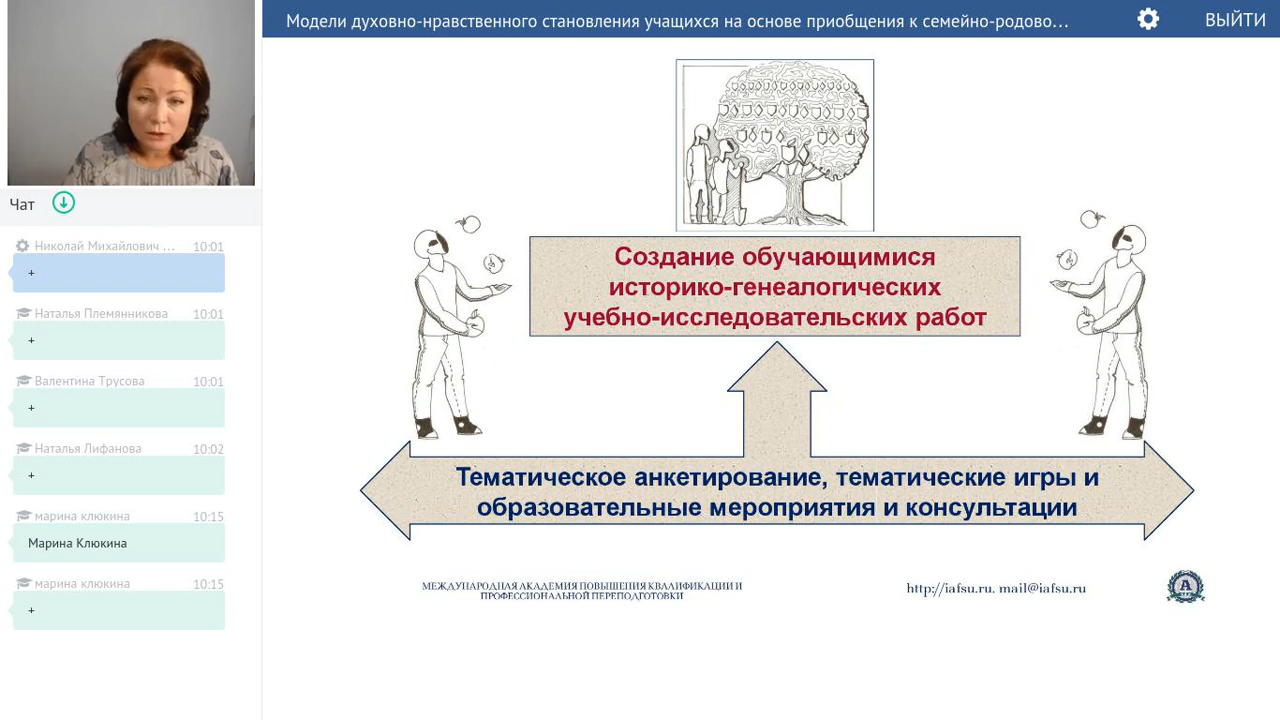 Модели духовно-нравственного становления учащихся на основе приобщения к семейно-родово...
ВЫЙТИ
Чат
Николай Михайлович ...
10:01
+
Наталья Племянникова
10:01
+
Валентина Трусова
10:01
+
Наталья Лифанова
10:02
+
марина клюкина
10:15
Марина Клюкина
марина клюкина
10:15
+
Создание обучающимися
историко-генеалогических
учебно-исследовательских работ
Тематическое анкетирование, тематические игры и
образовательные мероприятия и консультации
МЕЖДУНАРОДНАЯ АКАДЕМИЯ ПОВЫШЕНИЯ КВАЛИФИКАЦИИ И
ПРОФЕССИОНАЛЬНОЙ ПЕРЕПОДГОТОВКИ
http://iafsu.ru. mail@iafsu.ru
А